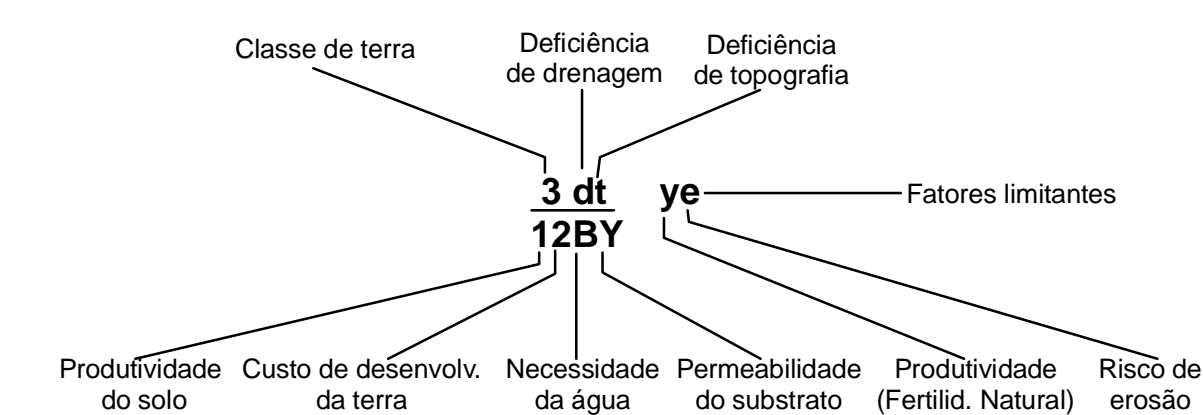 Classe de terra
Deficiência
de drenagem
Deficiência
de topografia
3 dt
12BY
ye
Fatores limitantes
Produtividade
do solo
Custo de desenvolv.
da terra
Necessidade
da água
Permeabilidade
do substrato
Produtividade
(Fertilid. Natural)
Risco de
erosão